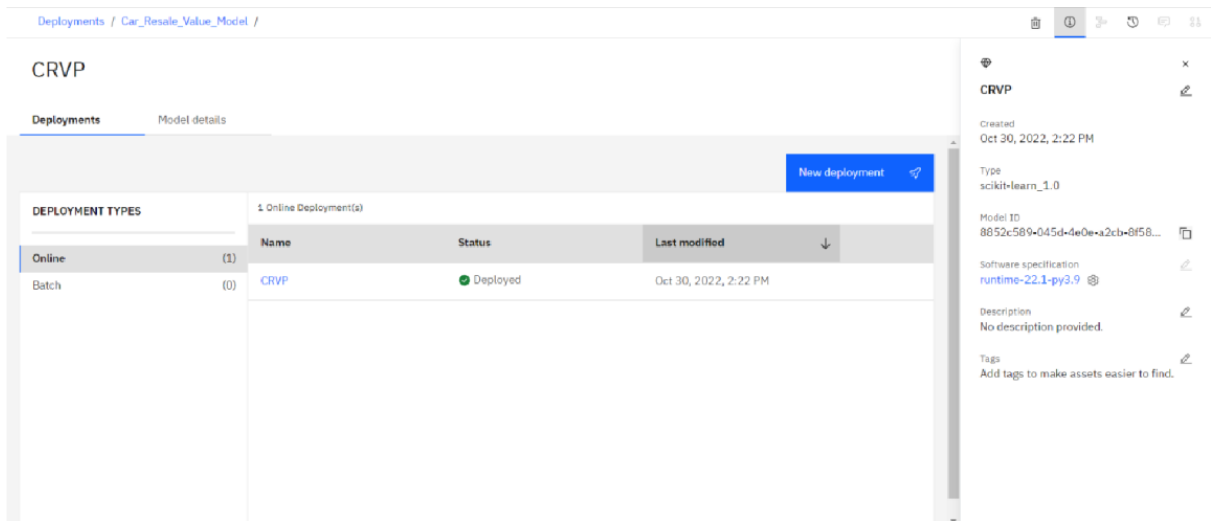 Deployments / Car_Resale_Value_Model /
CRVP
Deployments Model details
New deployment
DEPLOYMENT TYPES
Online (1)
Batch (0)
1 Online Deployment(s)
Name Status Last modified
CRVP Deployed Oct 30, 2022, 2:22 PM
CRVP
Created
Oct 30, 2022, 2:22 PM
Type
scikit-learn_1.0
Model ID
8852c589-045d-4e0e-a2cb-8f58...
Software specification
runtime-22.1-py3.9
Description
No description provided.
Tags
Add tags to make assets easier to find.